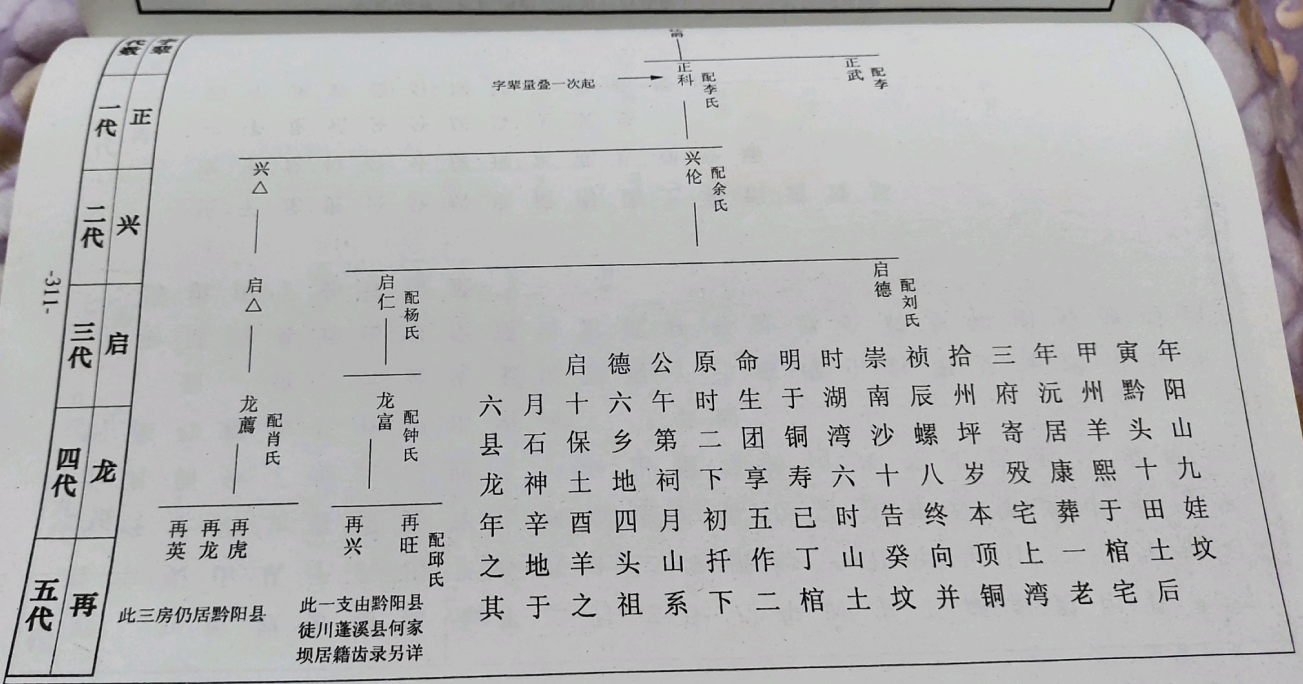 字辈
代数
正
一代
兴
二代
启
三代
龙
四代
再
五代
-311-
字辈量叠一次起
正科
配李氏
正武
配李
兴△
兴伦
配余氏
启△
启仁
配杨氏
启德
配刘氏
龙薦
配肖氏
龙富
配钟氏
再英
再龙
再虎
再兴
再旺
配邱氏
此三房仍居黔阳县
此一支由黔阳县
徒川蓬溪县何家
坝居籍齿录另详
启德公原命明时崇祯拾三年甲寅年
六月十六午时生于湖南辰州府沅州黔阳
县石保乡第二团铜湾沙螺坪寄居羊头山
龙神土地祠下享寿六十八岁殁康熙十九
年辛酉四月初五已时告终本宅葬于田娃
之地羊头山扦作丁山癸向顶上一棺土坟
其于之祖系下二棺土坟并铜湾老宅后